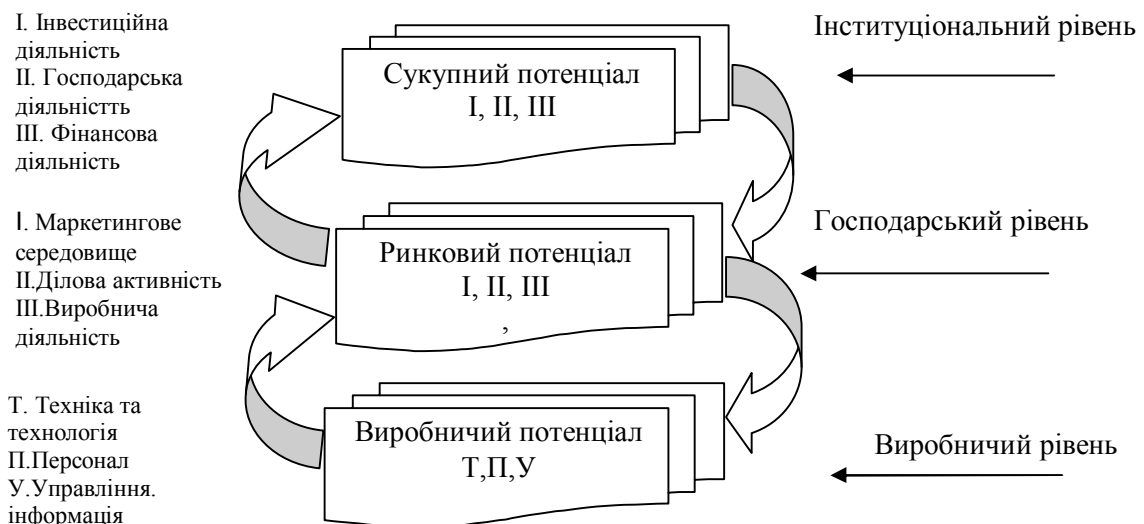 І. Інвестиційна
діяльність
ІІ. Господарська
діяльністть
ІІІ. Фінансова
діяльність
Сукупний потенціал
І, ІІ, ІІІ
Інституціональний рівень
І. Маркетингове
середовище
ІІ.Ділова активність
ІІІ.Виробнича
діяльність
Ринковий потенціал
І, ІІ, ІІІ
,
Господарський рівень
Т. Техніка та
технологія
П.Персонал
У.Управління.
інформація
Виробничий потенціал
Т,П,У
Виробничий рівень